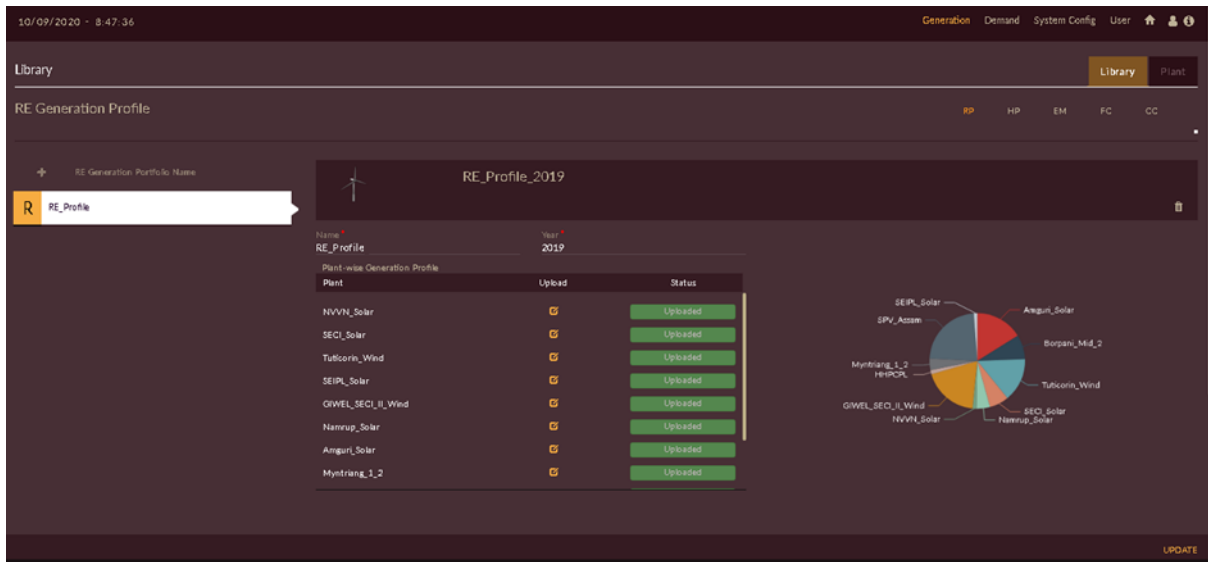 10/09/2020 - 8:47:36 Generation Demand System Config User
Library Library Plant
RE Generation Profile RP HP EM FC CC
RE Generation Portfolio Name
R RE_Profile
RE_Profile_2019
Name* Year*
RE_Profile 2019
Plant-wise Generation Profile
Plant Upload Status
NVVN_Solar Uploaded
SECI_Solar Uploaded
Tuticorin_Wind Uploaded
SEIPL_Solar Uploaded
GIWEL_SECI_II_Wind Uploaded
Namrup_Solar Uploaded
Amguri_Solar Uploaded
Myntriang_1_2 Uploaded
SEIPL_Solar
Amguri_Solar
SPV_Assam
Borpani_Mid_2
Myntriang_1_2
HHPCPL
Tuticorin_Wind
GIWEL_SECI_II_Wind
SECI_Solar
NVVN_Solar
Namrup_Solar
UPDATE